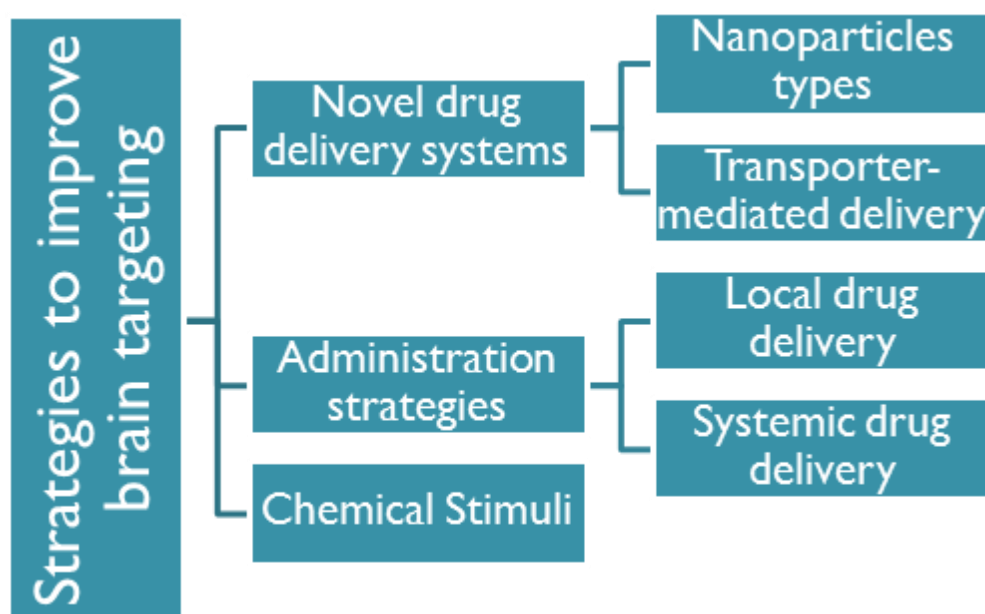 Strategies to improve
brain targeting
Novel drug
delivery systems
Nanoparticles
types
Transporter-
mediated delivery
Administration
strategies
Local drug
delivery
Systemic drug
delivery
Chemical Stimuli